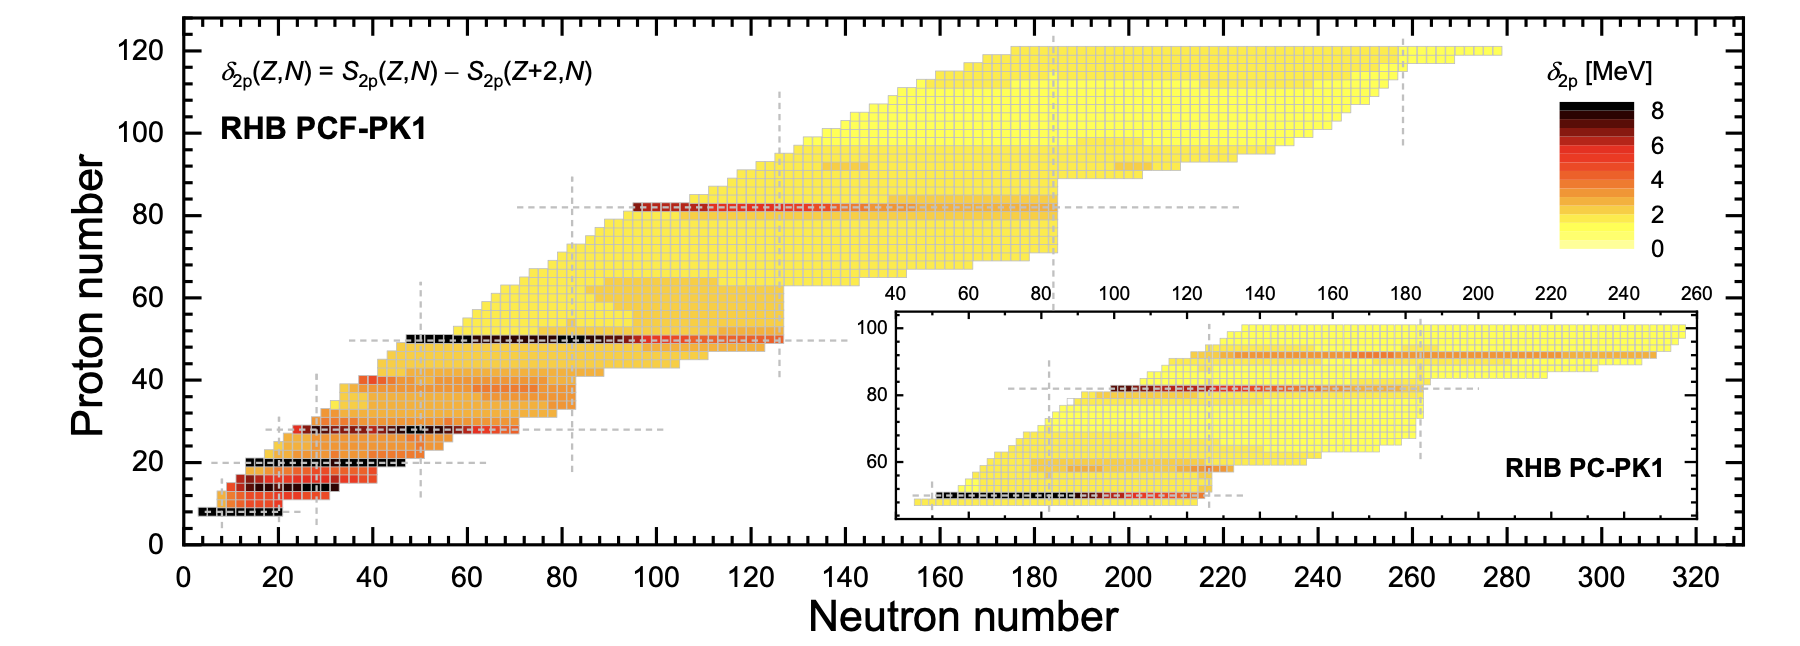 δ2p(Z,N) = S2p(Z,N) – S2p(Z+2,N)
RHB PCF-PK1
δ2p [MeV]
8
6
4
2
0
Proton number
120
100
80
60
40
20
0
0 20 40 60 80 100 120 140 160 180 200 220 240 260 280 300 320
Neutron number
40 60 80 100 120 140 160 180 200 220 240 260
100
80
60
RHB PC-PK1